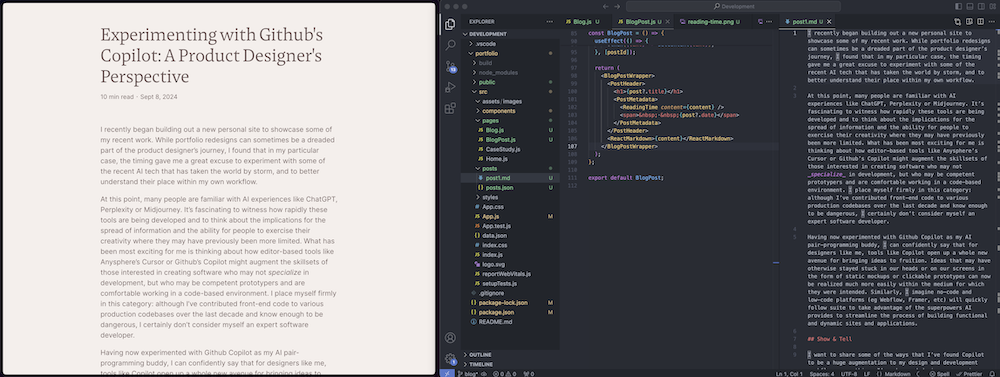 Experimenting with Github's
Copilot: A Product Designer's
Perspective
10 min read · Sept 8, 2024
I recently began building out a new personal site to showcase some of
my recent work. While portfolio redesigns can sometimes be a dreaded
part of the product designer's journey, I found that in my particular
case, the timing gave me a great excuse to experiment with some of
the recent AI tech that has taken the world by storm, and to better
understand their place within my own workflow.
At this point, many people are familiar with AI experiences like ChatGPT,
Perplexity or Midjourney. It's fascinating to witness how rapidly these
tools are being developed and to think about the implications for the
spread of information and the ability for people to exercise their
creativity where they may have previously been more limited. What has
been most exciting for me is thinking about how editor-based tools like
Anysphere's Cursor or Github's Copilot might augment the skillsets of
those interested in creating software who may not specialize in
development, but who may be competent prototypers and are
comfortable working in a code-based environment. I place myself firmly
in this category: although I've contributed front-end code to various
production codebases over the last decade and know enough to be
dangerous, I certainly don't consider myself an expert software
developer.
Having now experimented with Github Copilot as my AI pair-
programming buddy, I can confidently say that for designers like me,
tools like Copilot open up a whole new avenue for bringing ideas to
Development
EXPLORER
DEVELOPMENT
.vscode
portfolio
build
node_modules
public
src
assets/images
components
pages
Blog.js U
BlogPost.js U
CaseStudy.js
Home.js
posts
post1.md U
posts.json U
styles
App.css
App.js M
App.test.js
data.json
index.css
index.js
logo.svg
reportWebVitals.js
setupTests.js
.gitignore
package-lock.json M
package.json M
README.md
OUTLINE
TIMELINE
Blog.js U
BlogPost.js U
reading-time.png U
const BlogPost = () => {
useEffect(() => {
}, [postId]);
return (
<BlogPostWrapper>
<PostHeader>
<h1>{post?.title}</h1>
<PostMetadata>
<ReadingTime content={content} />
<span>&nbsp;·&nbsp;{post?.date}</span>
</PostMetadata>
</PostHeader>
<ReactMarkdown>{content}</ReactMarkdown>
</BlogPostWrapper>
);
};
export default BlogPost;
post1.md U
I recently began building out a new personal site to
showcase some of my recent work. While portfolio redesigns
can sometimes be a dreaded part of the product designer's
journey, I found that in my particular case, the timing
gave me a great excuse to experiment with some of the
recent AI tech that has taken the world by storm, and to
better understand their place within my own workflow.
At this point, many people are familiar with AI
experiences like ChatGPT, Perplexity or Midjourney. It's
fascinating to witness how rapidly these tools are being
developed and to think about the implications for the
spread of information and the ability for people to
exercise their creativity where they may have previously
been more limited. What has been most exciting for me is
thinking about how editor-based tools like Anysphere's
Cursor or Github's Copilot might augment the skillsets of
those interested in creating software who may not
_specialize_ in development, but who may be competent
prototypers and are comfortable working in a code-based
environment. I place myself firmly in this category:
although I've contributed front-end code to various
production codebases over the last decade and know enough
to be dangerous, I certainly don't consider myself an
expert software developer.
Having now experimented with Github Copilot as my AI
pair-programming buddy, I can confidently say that for
designers like me, tools like Copilot open up a whole new
avenue for bringing ideas to fruition. Ideas that may have
otherwise stayed stuck in our heads or on our screens in
the form of static mockups or clickable prototypes can now
be realized much more easily within the medium for which
they were intended. Similarly, I imagine no-code and
low-code platforms (eg Webflow, Framer, etc) will quickly
follow suite to take advantage of the superpowers AI
provides to streamline the process of building functional
and dynamic sites and applications.
## Show & Tell
I want to share some of the ways that I've found Copilot
to be a huge augmentation to my design and development
blog*
0 0
0
Ln 1, Col 1
Spaces: 4
UTF-8
LF
Markdown
Spell
Prettier